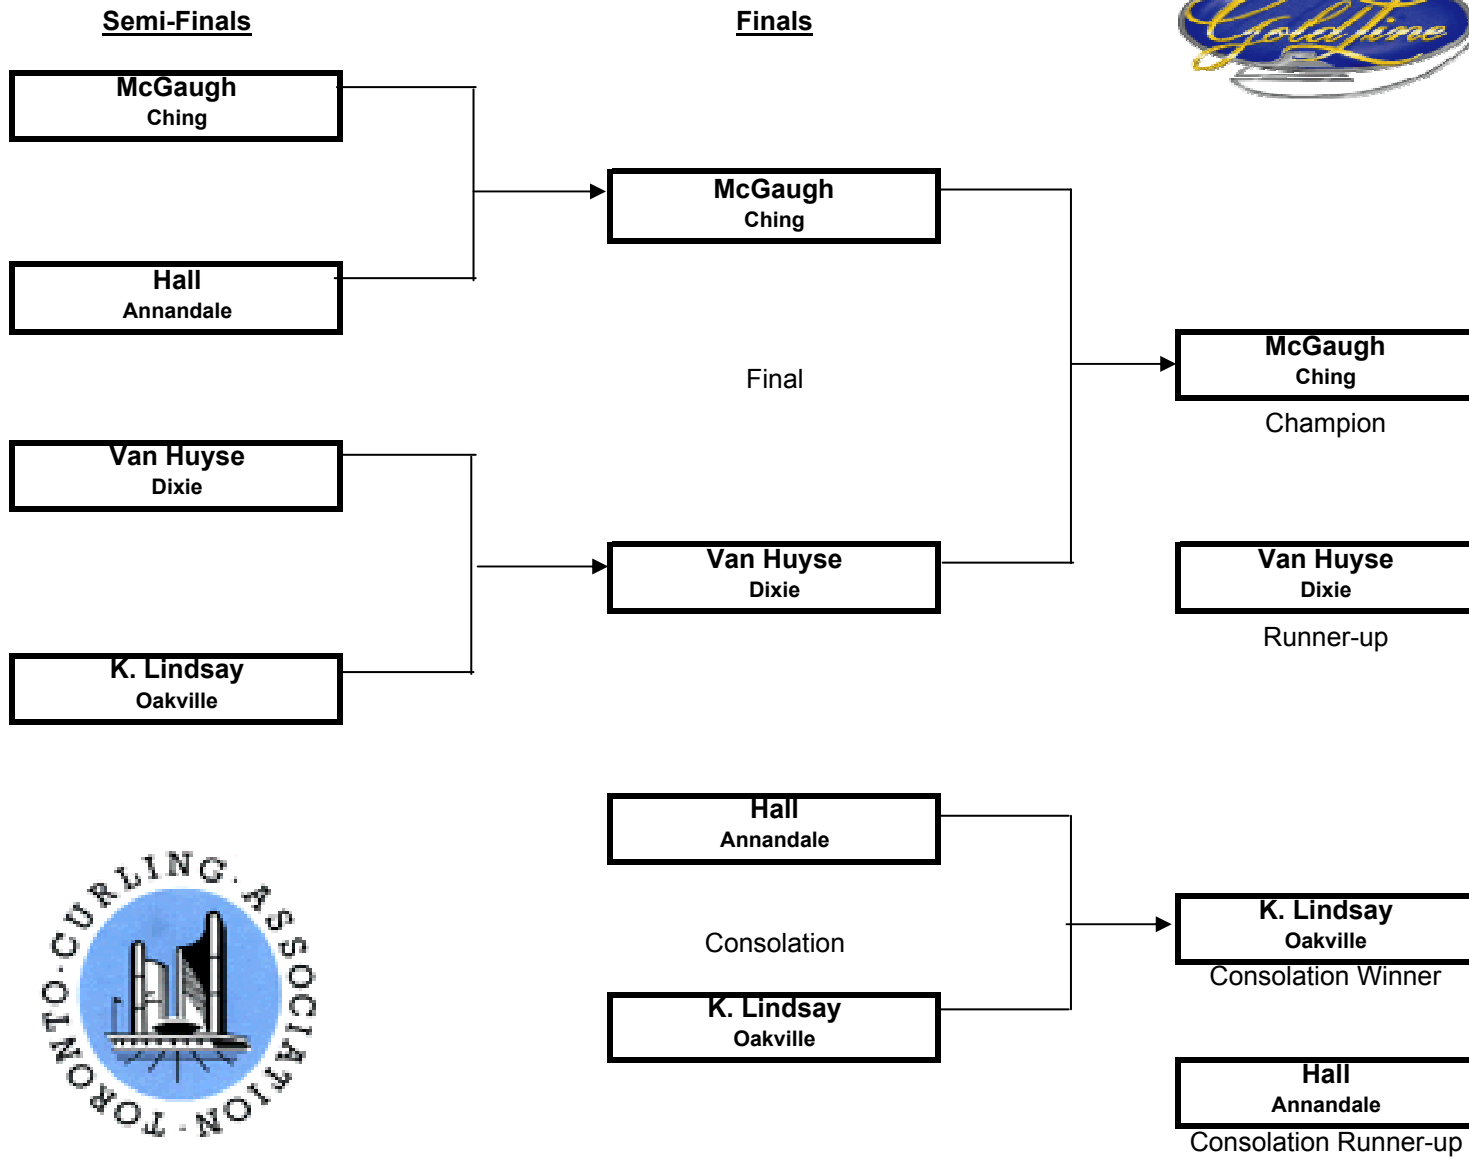 Semi-Finals
Finals
Goldline
McGaugh
Ching
McGaugh
Ching
Hall
Annandale
McGaugh
Ching
Final
Champion
Van Huyse
Dixie
Van Huyse
Dixie
Van Huyse
Dixie
Runner-up
K. Lindsay
Oakville
Hall
Annandale
K. Lindsay
Oakville
Consolation
Consolation Winner
K. Lindsay
Oakville
Hall
Annandale
Consolation Runner-up
TORONTO · CURLING · ASSOCIATION ·